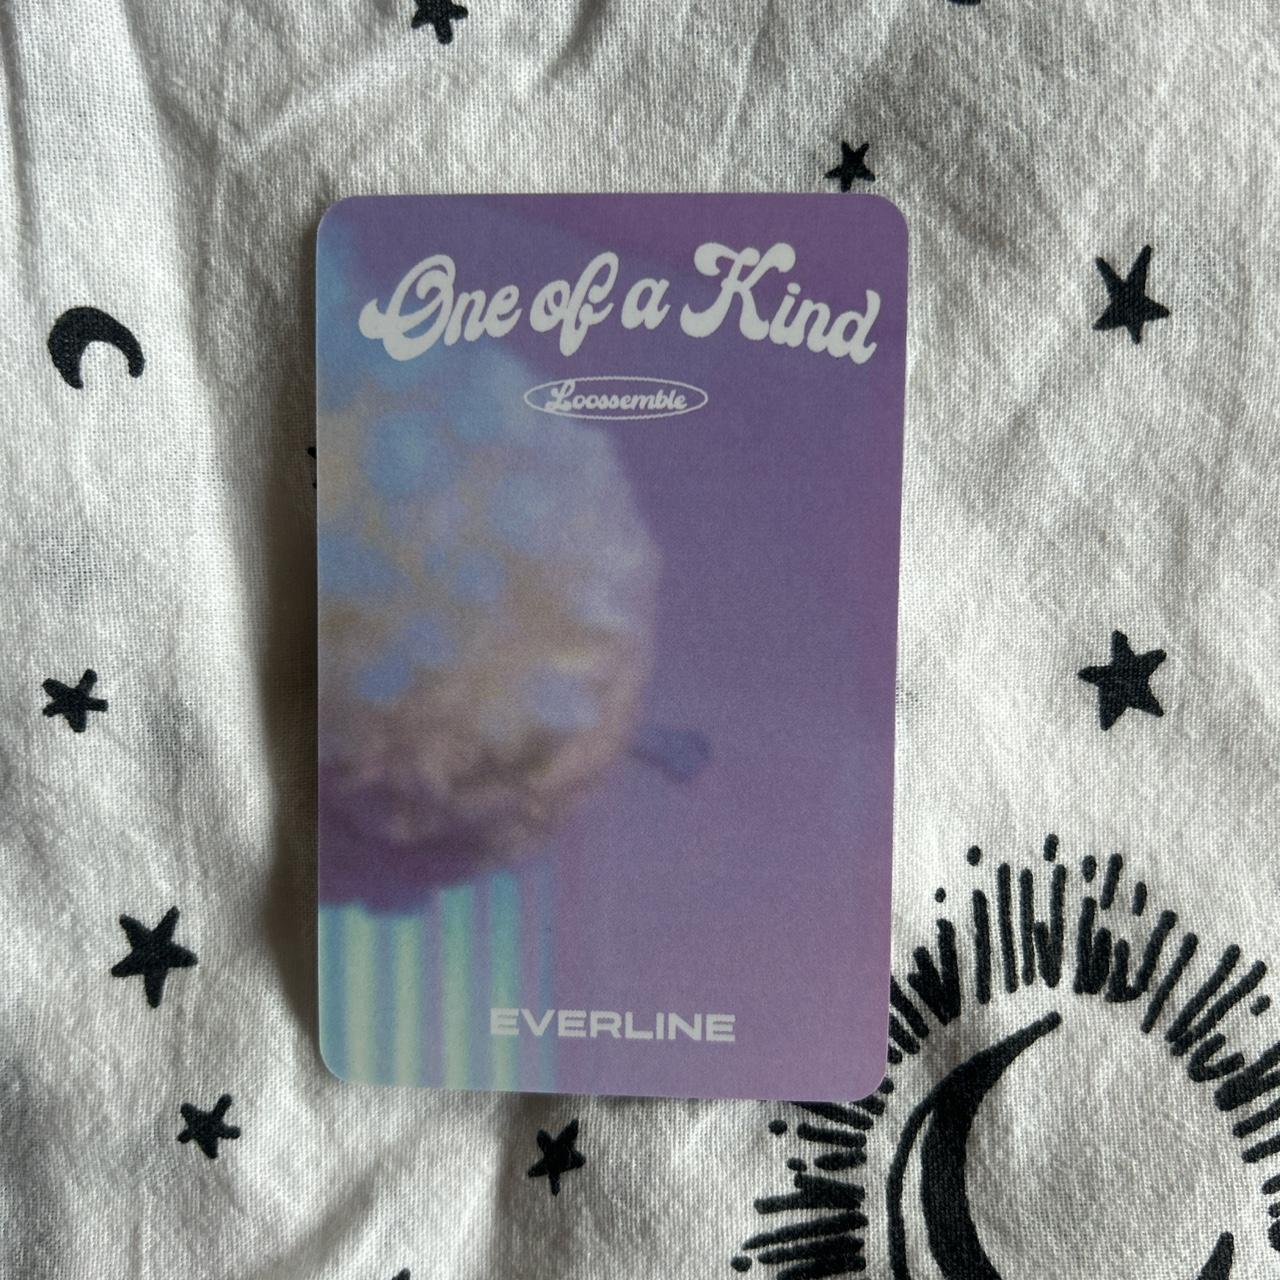 One of a Kind
Loossemble
EVERLINE